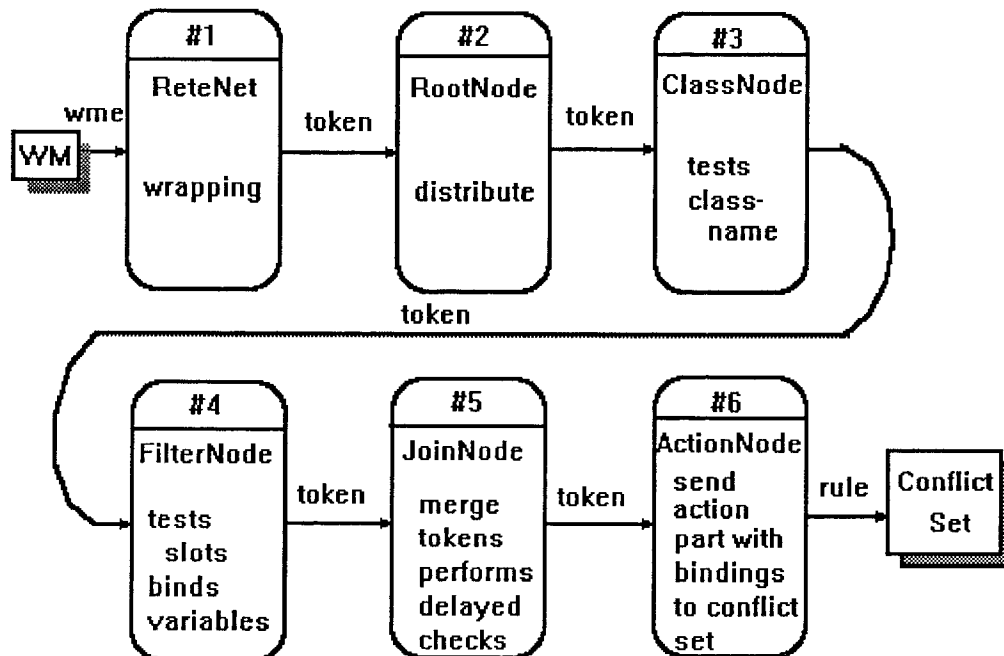 #1
ReteNet
wrapping
wme
WM
token
#2
RootNode
distribute
token
#3
ClassNode
tests
class-
name
token
#4
FilterNode
tests
slots
binds
variables
token
#5
JoinNode
merge
tokens
performs
delayed
checks
token
#6
ActionNode
send
action
part with
bindings
to conflict
set
rule
Conflict
Set